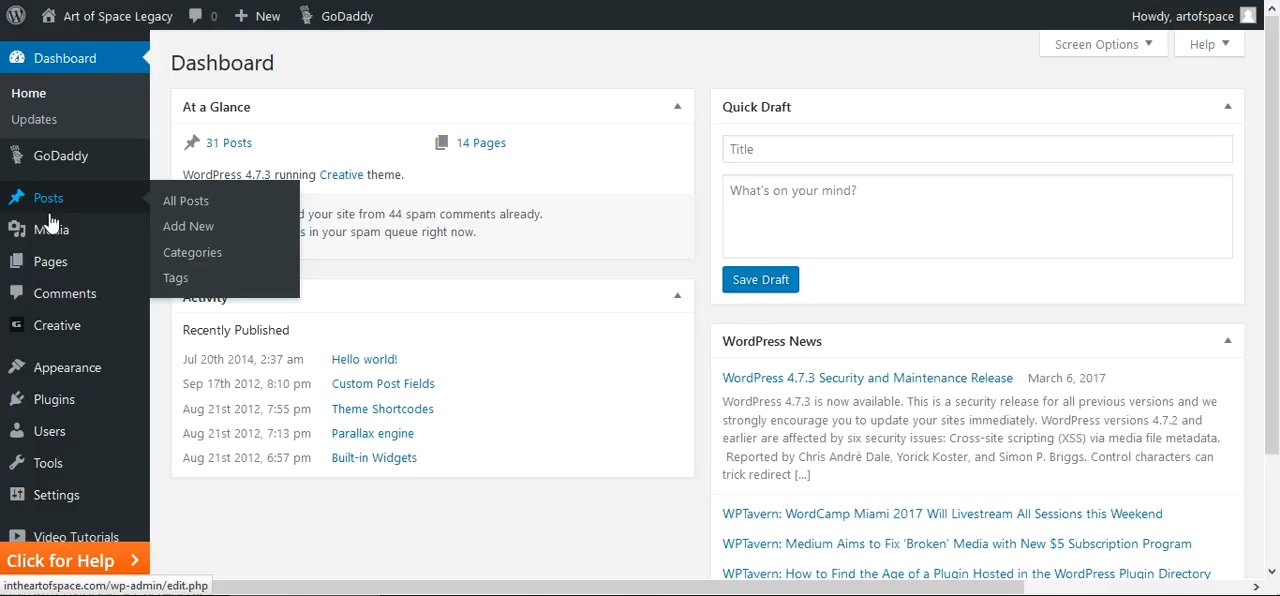 Art of Space Legacy 0 New GoDaddy Howdy, artofspace
Screen Options Help
Dashboard
Home
Updates
GoDaddy
Posts
Media
Pages
Comments
Creative
Appearance
Plugins
Users
Tools
Settings
Video Tutorials
Click for Help
intheartofspace.com/wp-admin/edit.php
All Posts
Add New
Categories
Tags
Dashboard
At a Glance
31 Posts 14 Pages
WordPress 4.7.3 running Creative theme.
d your site from 44 spam comments already.
s in your spam queue right now.
Activity
Recently Published
Jul 20th 2014, 2:37 am Hello world!
Sep 17th 2012, 8:10 pm Custom Post Fields
Aug 21st 2012, 7:55 pm Theme Shortcodes
Aug 21st 2012, 7:13 pm Parallax engine
Aug 21st 2012, 6:57 pm Built-in Widgets
Quick Draft
Title
What's on your mind?
Save Draft
WordPress News
WordPress 4.7.3 Security and Maintenance Release March 6, 2017
WordPress 4.7.3 is now available. This is a security release for all previous versions and we
strongly encourage you to update your sites immediately. WordPress versions 4.7.2 and
earlier are affected by six security issues: Cross-site scripting (XSS) via media file metadata.
Reported by Chris Andrè Dale, Yorick Koster, and Simon P. Briggs. Control characters can
trick redirect [...]
WPTavern: WordCamp Miami 2017 Will Livestream All Sessions this Weekend
WPTavern: Medium Aims to Fix 'Broken' Media with New $5 Subscription Program
WPTavern: How to Find the Age of a Plugin Hosted in the WordPress Plugin Directory